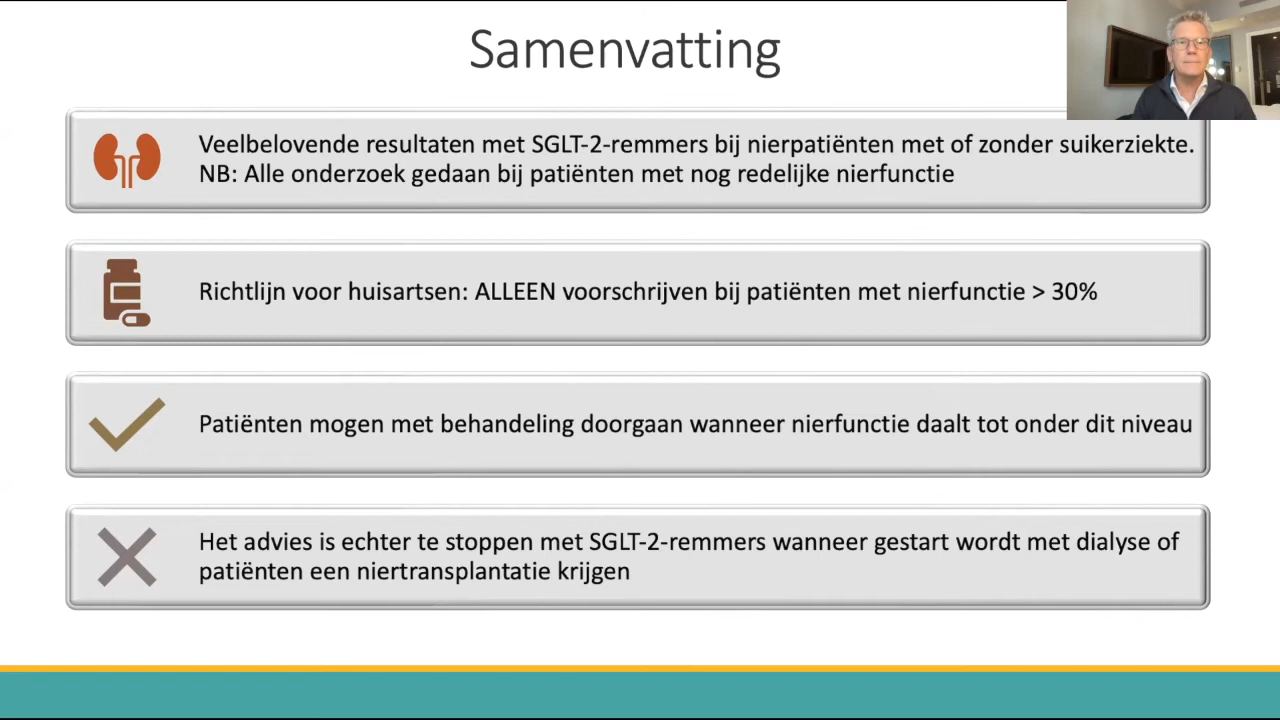 Samenvatting
Veelbelovende resultaten met SGLT-2-remmers bij nierpatiënten met of zonder suikerziekte.
NB: Alle onderzoek gedaan bij patiënten met nog redelijke nierfunctie
Richtlijn voor huisartsen: ALLEEN voorschrijven bij patiënten met nierfunctie > 30%
Patiënten mogen met behandeling doorgaan wanneer nierfunctie daalt tot onder dit niveau
Het advies is echter te stoppen met SGLT-2-remmers wanneer gestart wordt met dialyse of
patiënten een niertransplantatie krijgen